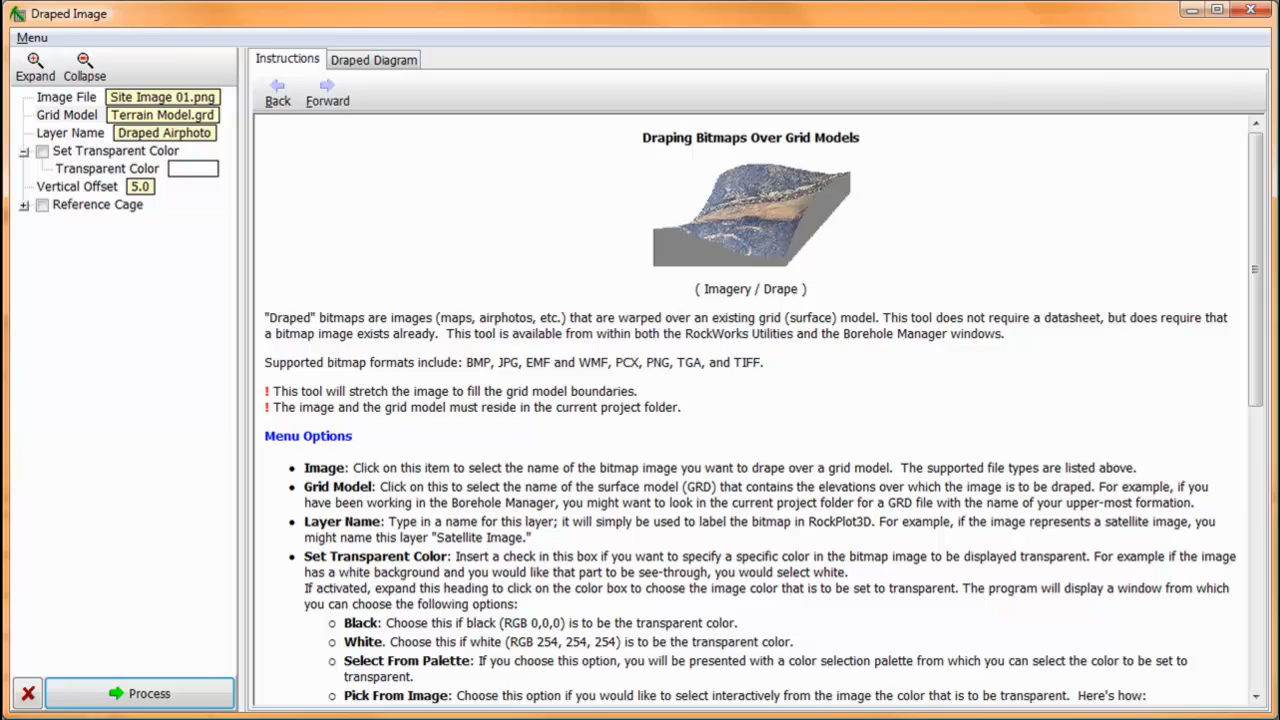 Draped Image
Menu
Expand Collapse
Image File Site Image 01.png
Grid Model Terrain Model.grd
Layer Name Draped Airphoto
Set Transparent Color
Transparent Color
Vertical Offset 5.0
Reference Cage
Process
Instructions Draped Diagram
Back Forward
Draping Bitmaps Over Grid Models
( Imagery / Drape )
"Draped" bitmaps are images (maps, airphotos, etc.) that are warped over an existing grid (surface) model. This tool does not require a datasheet, but does require that
a bitmap image exists already. This tool is available from within both the RockWorks Utilities and the Borehole Manager windows.
Supported bitmap formats include: BMP, JPG, EMF and WMF, PCX, PNG, TGA, and TIFF.
! This tool will stretch the image to fill the grid model boundaries.
! The image and the grid model must reside in the current project folder.
Menu Options
• Image: Click on this item to select the name of the bitmap image you want to drape over a grid model. The supported file types are listed above.
• Grid Model: Click on this to select the name of the surface model (GRD) that contains the elevations over which the image is to be draped. For example, if you
have been working in the Borehole Manager, you might want to look in the current project folder for a GRD file with the name of your upper-most formation.
• Layer Name: Type in a name for this layer; it will simply be used to label the bitmap in RockPlot3D. For example, if the image represents a satellite image, you
might name this layer "Satellite Image."
• Set Transparent Color: Insert a check in this box if you want to specify a specific color in the bitmap image to be displayed transparent. For example if the image
has a white background and you would like that part to be see-through, you would select white.
If activated, expand this heading to click on the color box to choose the image color that is to be set to transparent. The program will display a window from which
you can choose the following options:
○ Black: Choose this if black (RGB 0,0,0) is to be the transparent color.
○ White. Choose this if white (RGB 254, 254, 254) is to be the transparent color.
○ Select From Palette: If you choose this option, you will be presented with a color selection palette from which you can select the color to be set to
transparent.
○ Pick From Image: Choose this option if you would like to select interactively from the image the color that is to be transparent. Here's how: